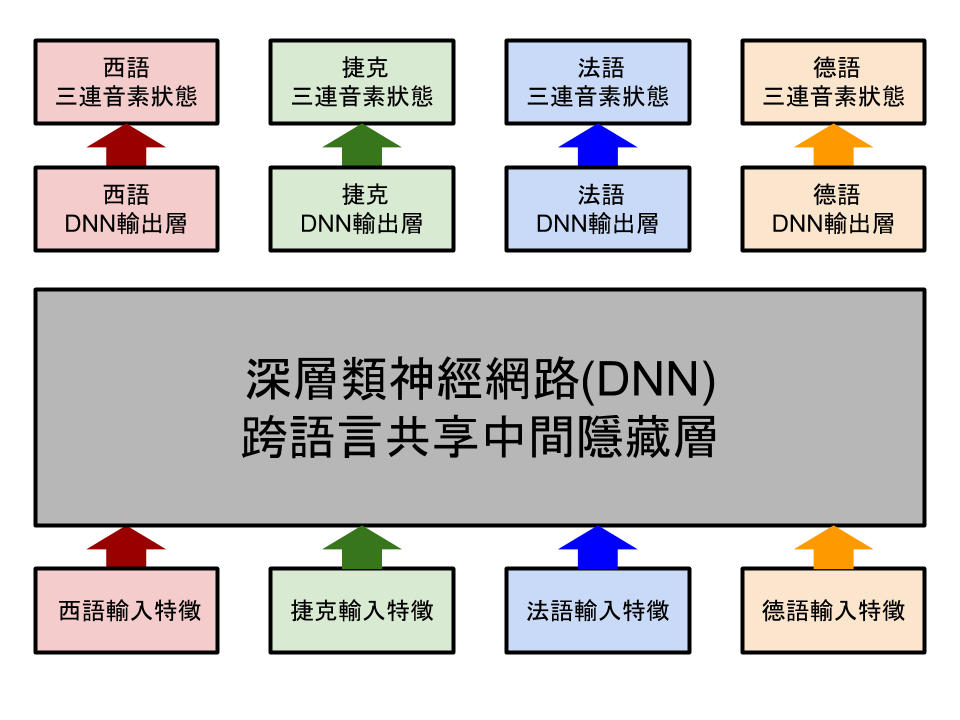 西語
三連音素狀態
捷克
三連音素狀態
法語
三連音素狀態
德語
三連音素狀態
西語
DNN輸出層
捷克
DNN輸出層
法語
DNN輸出層
德語
DNN輸出層
深層類神經網路(DNN)
跨語言共享中間隱藏層
西語輸入特徵
捷克輸入特徵
法語輸入特徵
德語輸入特徵